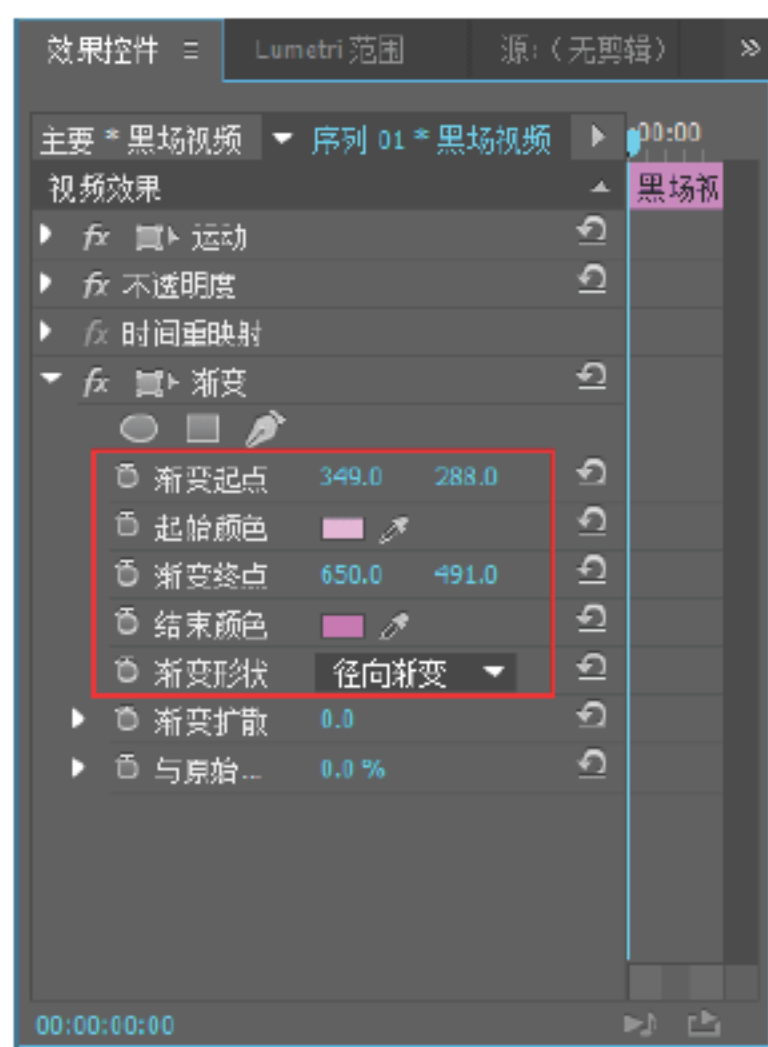 效果控件 Lumetri 范围 源:（无剪辑） »
主要 * 黑场视频 序列 01 * 黑场视频 00:00
视频效果 黑场视
fx 运动
fx 不透明度
fx 时间重映射
fx 渐变
渐变起点 349.0 288.0
起始颜色
渐变终点 650.0 491.0
结束颜色
渐变形状 径向渐变
渐变扩散 0.0
与原始... 0.0 %
00:00:00:00